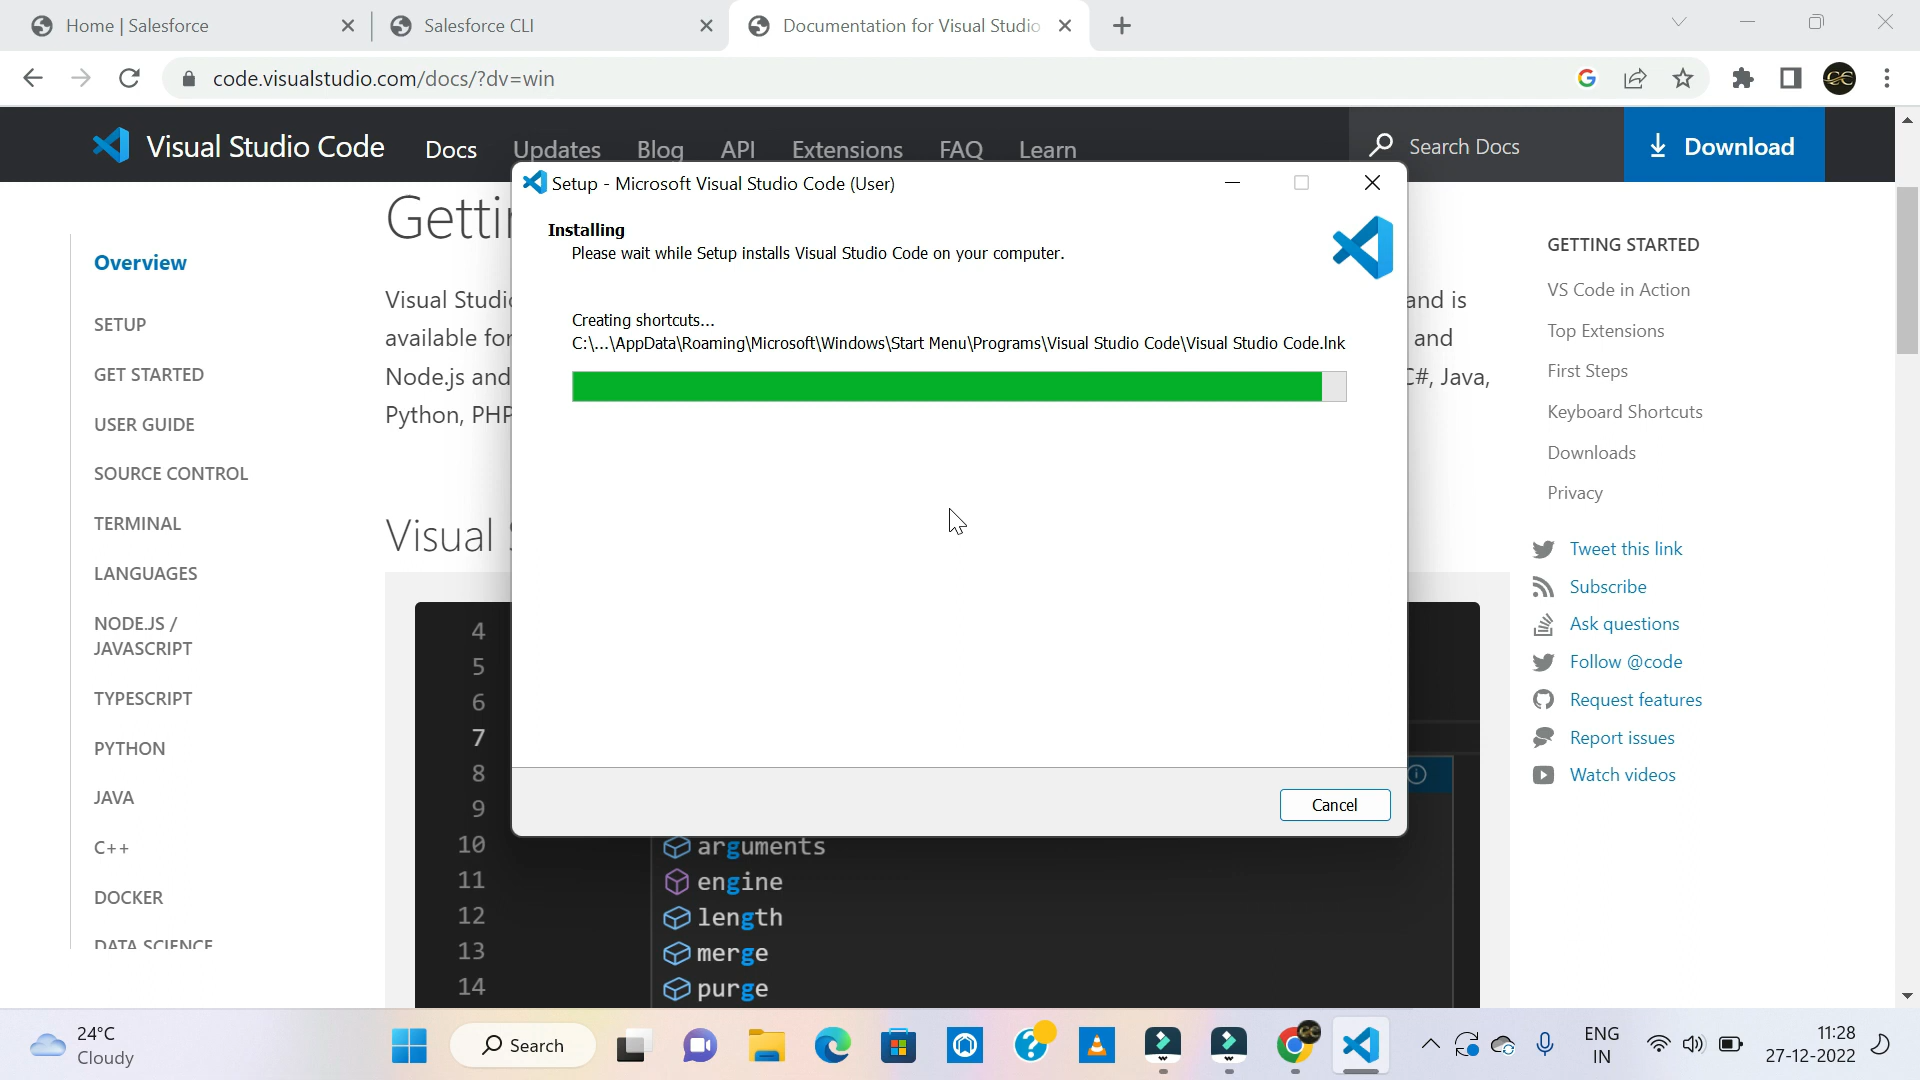 Home | Salesforce
Salesforce CLI
Documentation for Visual Studio
code.visualstudio.com/docs/?dv=win
Visual Studio Code
Docs
Updates
Blog
API
Extensions
FAQ
Learn
Search Docs
Download
Setup - Microsoft Visual Studio Code (User)
Installing
Please wait while Setup installs Visual Studio Code on your computer.
Creating shortcuts...
C:\...\AppData\Roaming\Microsoft\Windows\Start Menu\Programs\Visual Studio Code\Visual Studio Code.lnk
Cancel
Overview
SETUP
GET STARTED
USER GUIDE
SOURCE CONTROL
TERMINAL
LANGUAGES
NODE.JS /
JAVASCRIPT
TYPESCRIPT
PYTHON
JAVA
C++
DOCKER
DATA SCIENCE
Visual
and is
available
and
Node.js and
C#, Java,
Python, PHP
Visual
4
5
6
7
8
9
10 arguments
11 engine
12 length
13 merge
14 purge
GETTING STARTED
VS Code in Action
Top Extensions
First Steps
Keyboard Shortcuts
Downloads
Privacy
Tweet this link
Subscribe
Ask questions
Follow @code
Request features
Report issues
Watch videos
24°C
Cloudy
Search
ENG
IN
11:28
27-12-2022